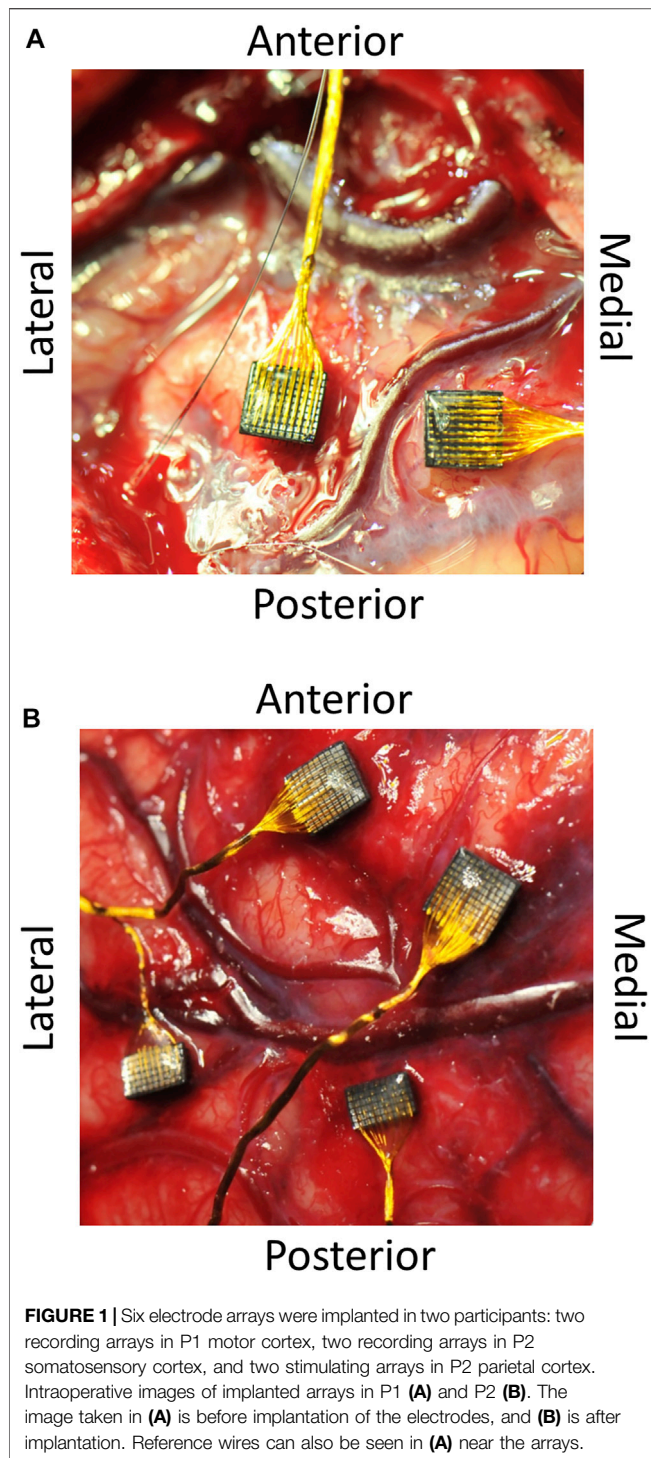 A
Anterior
Lateral
Medial
Posterior
B
Anterior
Lateral
Medial
Posterior
FIGURE 1 | Six electrode arrays were implanted in two participants: two
recording arrays in P1 motor cortex, two recording arrays in P2
somatosensory cortex, and two stimulating arrays in P2 parietal cortex.
Intraoperative images of implanted arrays in P1 (A) and P2 (B). The
image taken in (A) is before implantation of the electrodes, and (B) is after
implantation. Reference wires can also be seen in (A) near the arrays.